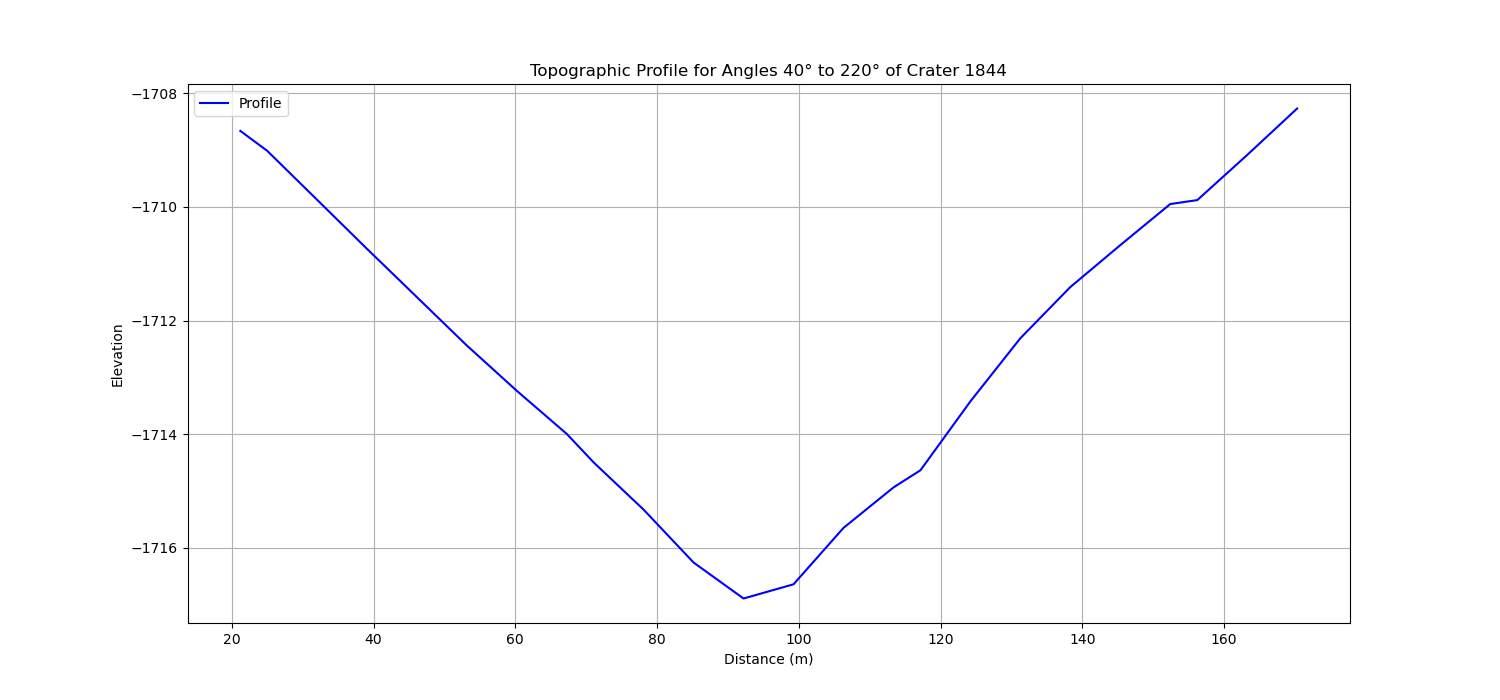 Topographic Profile for Angles 40° to 220° of Crater 1844
Profile
−1708
−1710
−1712
−1714
−1716
Elevation
20 40 60 80 100 120 140 160
Distance (m)